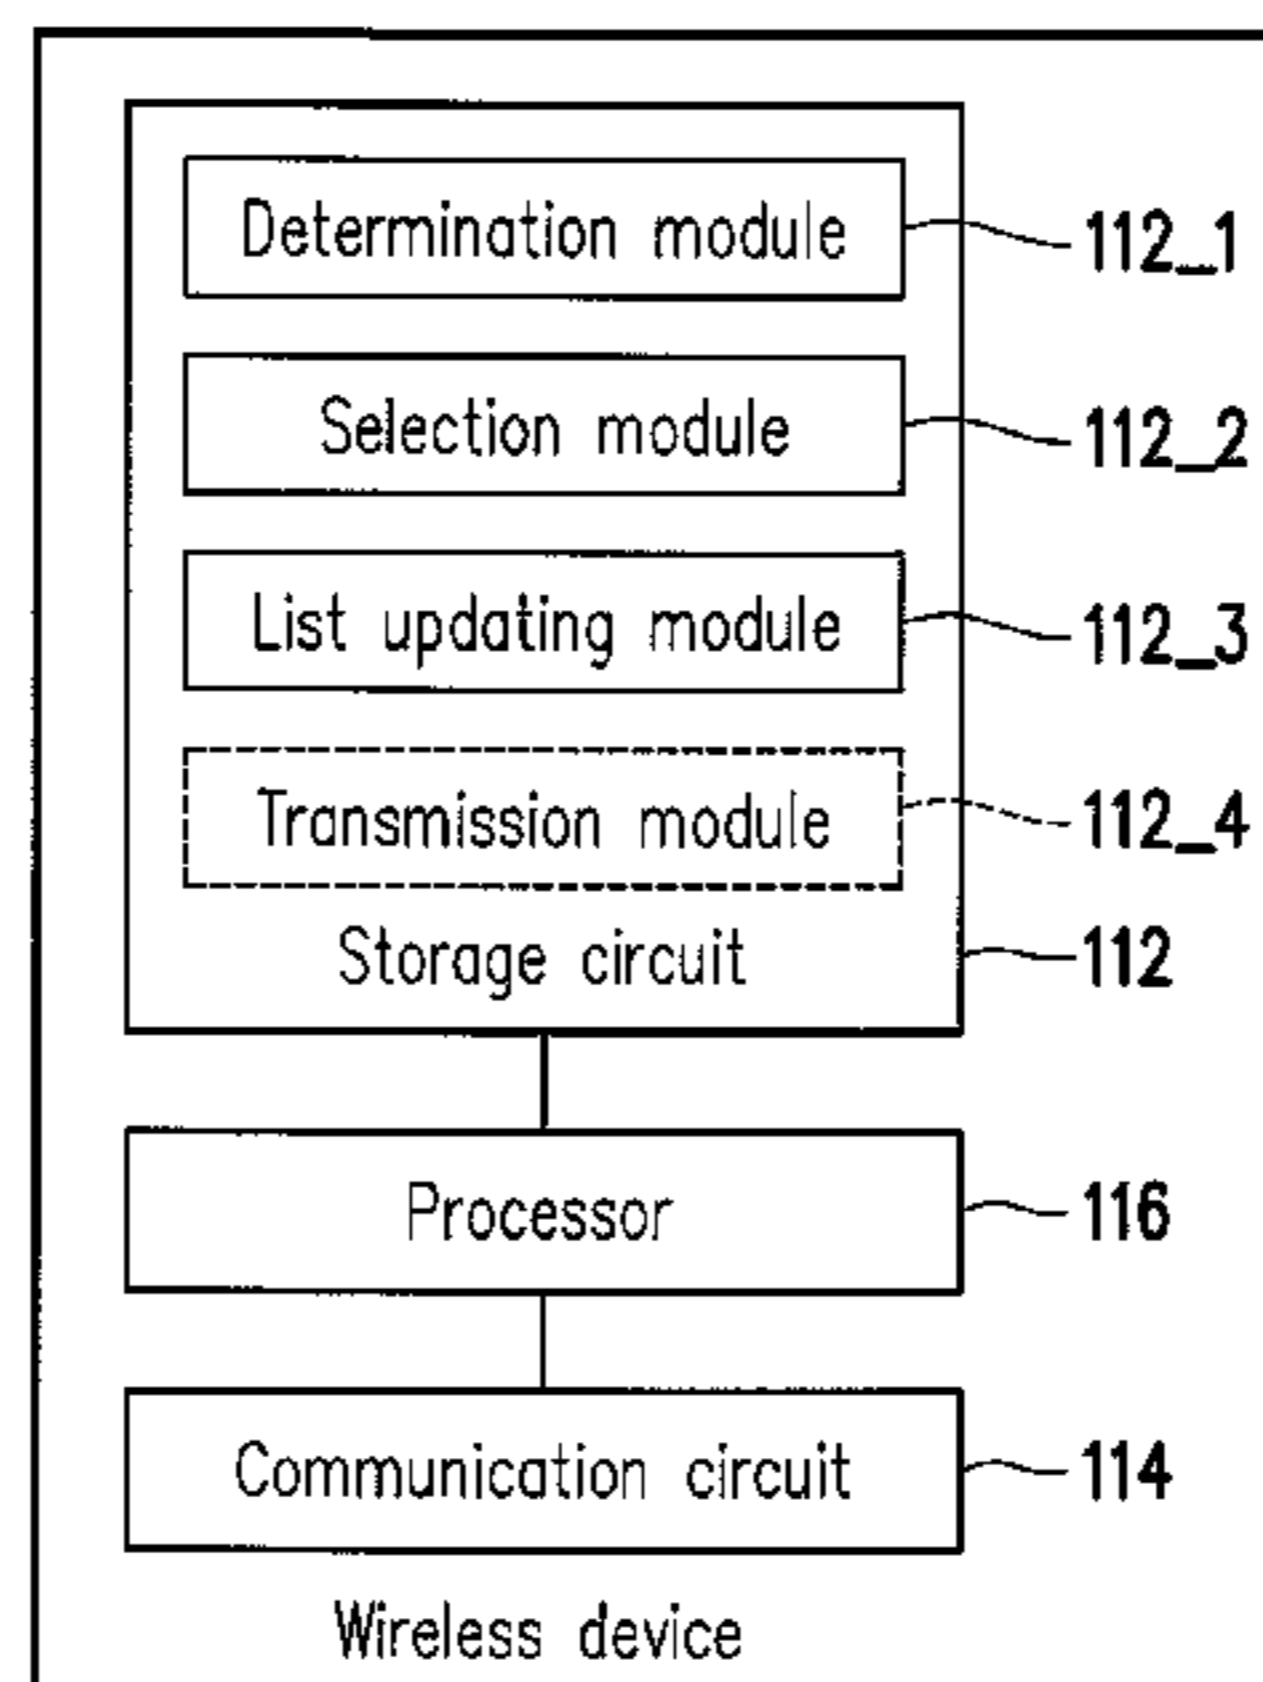 Determination module 112_1
Selection module 112_2
List updating module 112_3
Transmission module 112_4
Storage circuit 112
Processor 116
Communication circuit 114
Wireless device